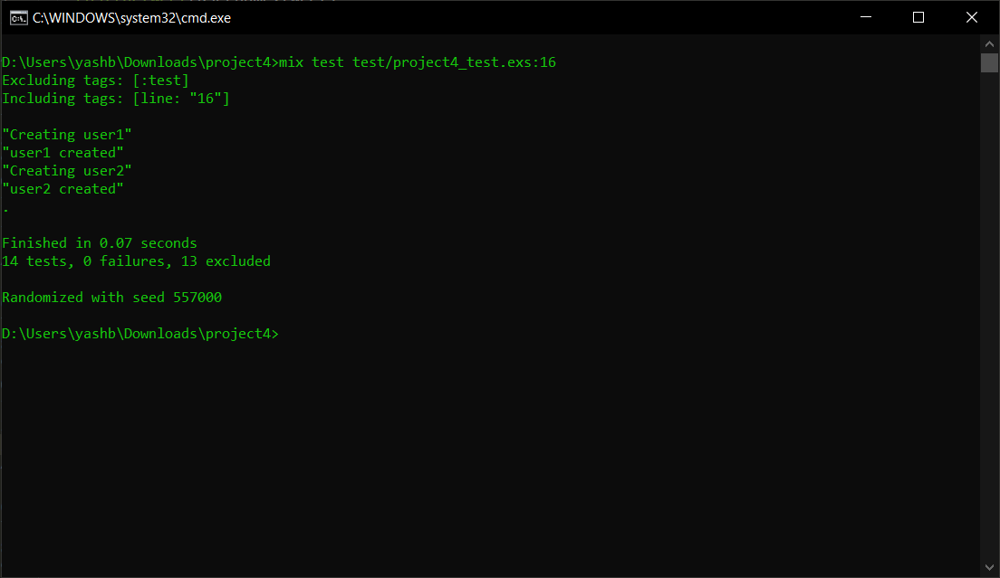 C:\WINDOWS\system32\cmd.exe
D:\Users\yashb\Downloads\project4>mix test test/project4_test.exs:16
Excluding tags: [:test]
Including tags: [line: "16"]
"Creating user1"
"user1 created"
"Creating user2"
"user2 created"
.
Finished in 0.07 seconds
14 tests, 0 failures, 13 excluded
Randomized with seed 557000
D:\Users\yashb\Downloads\project4>